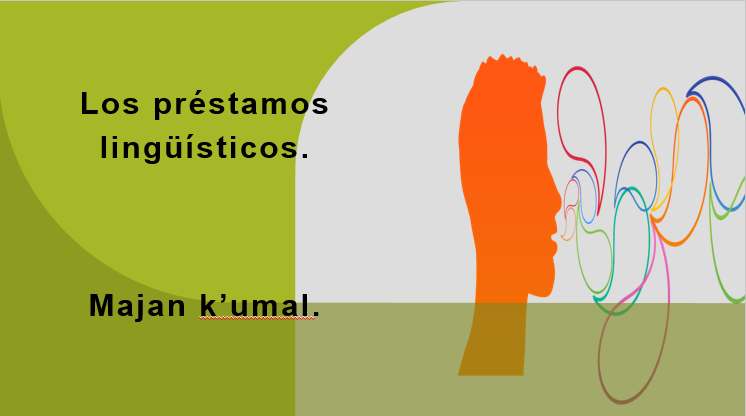 Los préstamos
lingüísticos.
Majan k’umal.